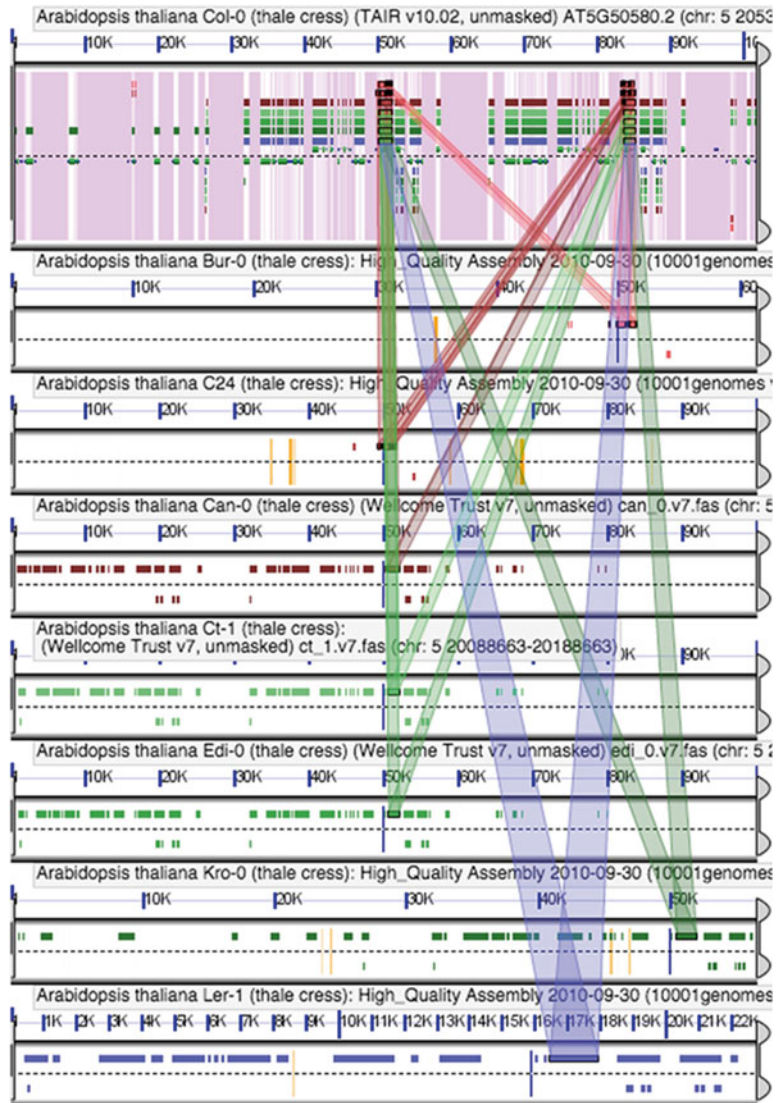 Arabidopsis thaliana Col-0 (thale cress) (TAIR v10.02, unmasked) AT5G50580.2 (chr: 5 2053
10K 20K 30K 40K 50K 60K 70K 80K 90K 10
Arabidopsis thaliana Bur-0 (thale cress): High_Quality Assembly 2010-09-30 (10001genomes
10K 20K 30K 40K 50K 60
Arabidopsis thaliana C24 (thale cress): High_Quality Assembly 2010-09-30 (10001genomes v
10K 20K 30K 40K 50K 60K 70K 80K 90K
Arabidopsis thaliana Can-0 (thale cress) (Wellcome Trust v7, unmasked) can_0.v7.fas (chr: 5
10K 20K 30K 40K 50K 60K 70K 80K 90K
Arabidopsis thaliana Ct-1 (thale cress):
(Wellcome Trust v7, unmasked) ct_1.v7.fas (chr: 5 20088663-20188663)
K 90K
Arabidopsis thaliana Edi-0 (thale cress) (Wellcome Trust v7, unmasked) edi_0.v7.fas (chr: 5 2
10K 20K 30K 40K 50K 60K 70K 80K 90K
Arabidopsis thaliana Kro-0 (thale cress): High_Quality Assembly 2010-09-30 (10001genomes
10K 20K 30K 40K 50K
Arabidopsis thaliana Ler-1 (thale cress): High_Quality Assembly 2010-09-30 (10001genomes
1K 2K 3K 4K 5K 6K 7K 8K 9K 10K 11K 12K 13K 14K 15K 16K 17K 18K 19K 20K 21K 22K